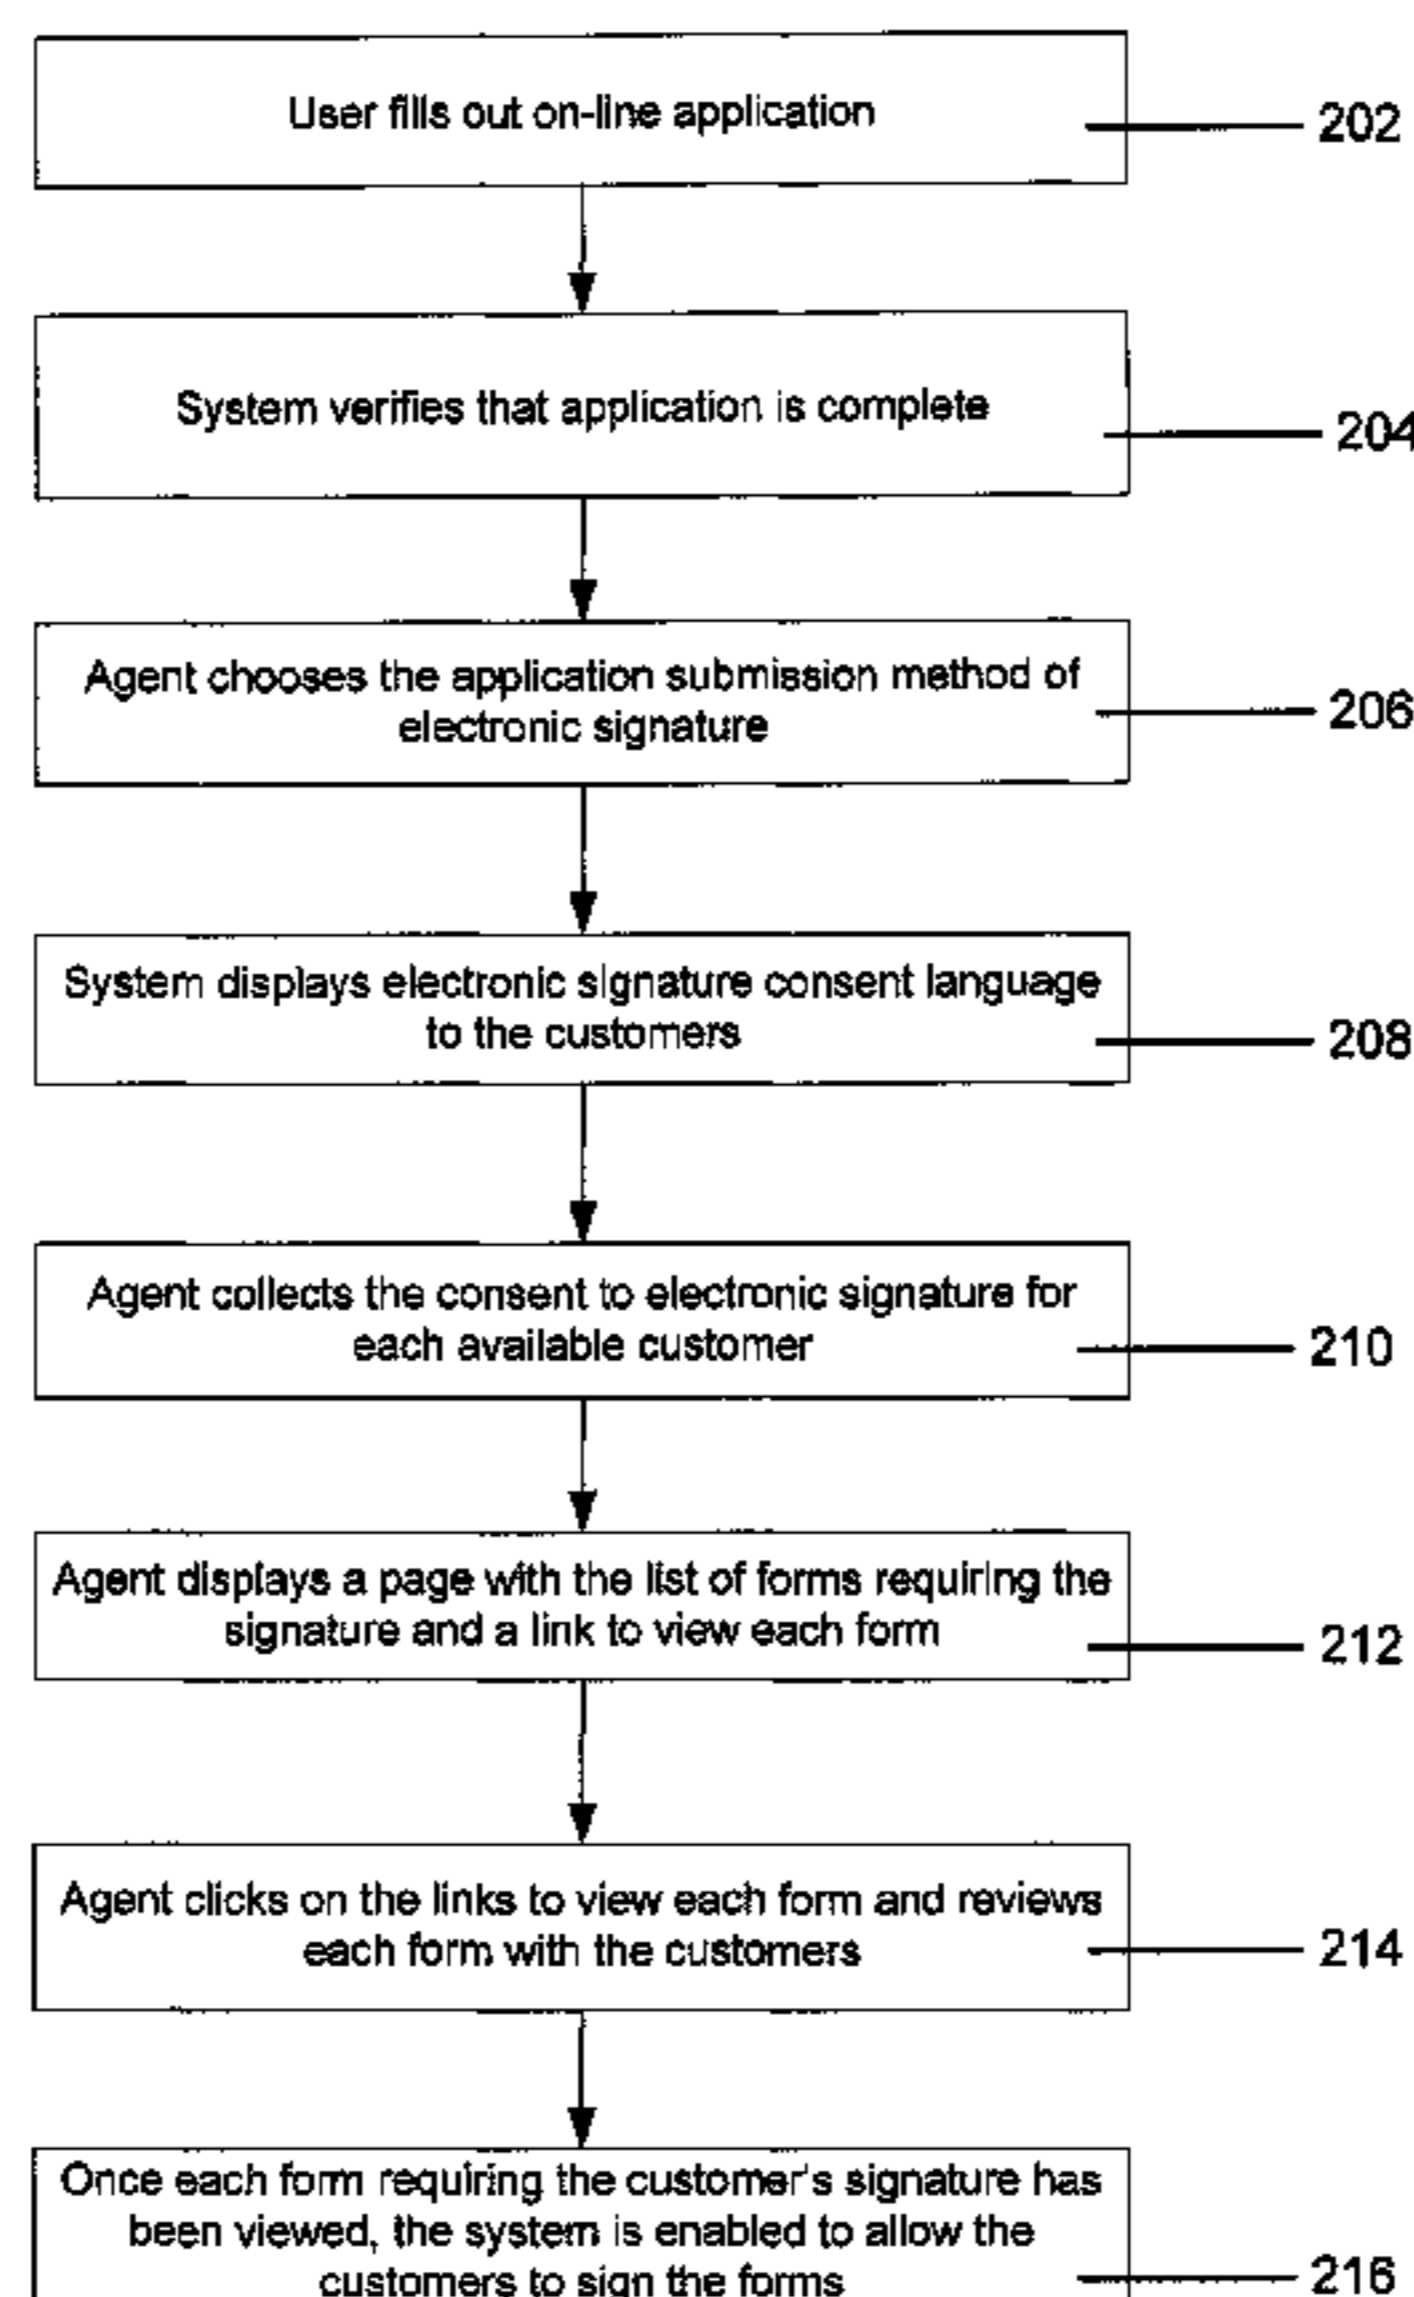 User fills out on-line application
202
System verifies that application is complete
204
Agent chooses the application submission method of
electronic signature
206
System displays electronic signature consent language
to the customers
208
Agent collects the consent to electronic signature for
each available customer
210
Agent displays a page with the list of forms requiring the
signature and a link to view each form
212
Agent clicks on the links to view each form and reviews
each form with the customers
214
Once each form requiring the customer's signature has
been viewed, the system is enabled to allow the
customers to sign the forms
216